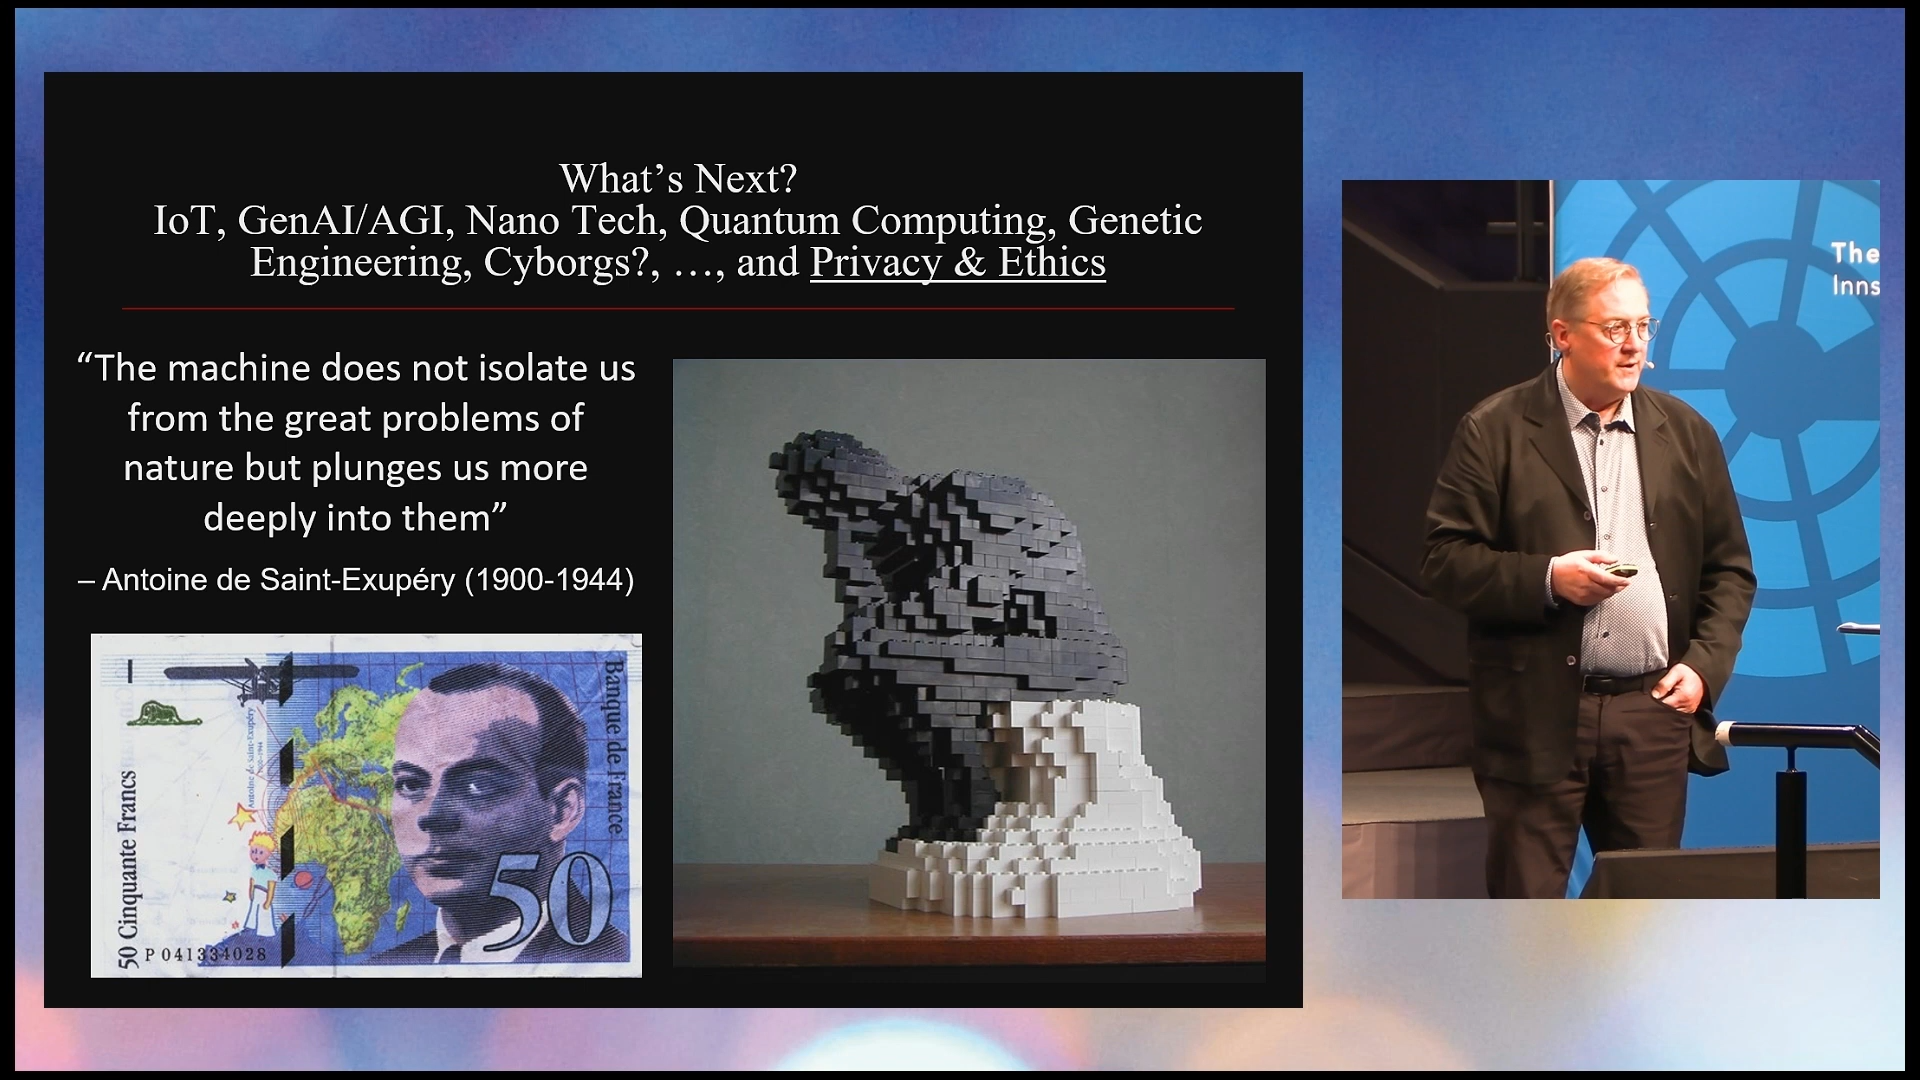 What’s Next?
IoT, GenAI/AGI, Nano Tech, Quantum Computing, Genetic
Engineering, Cyborgs?, …, and Privacy & Ethics
“The machine does not isolate us
from the great problems of
nature but plunges us more
deeply into them”
– Antoine de Saint-Exupéry (1900-1944)
50 Cinquante Francs
P 041334028
Antoine de Saint-Exupéry
1900-1944
Banque de France
50
The
Inns